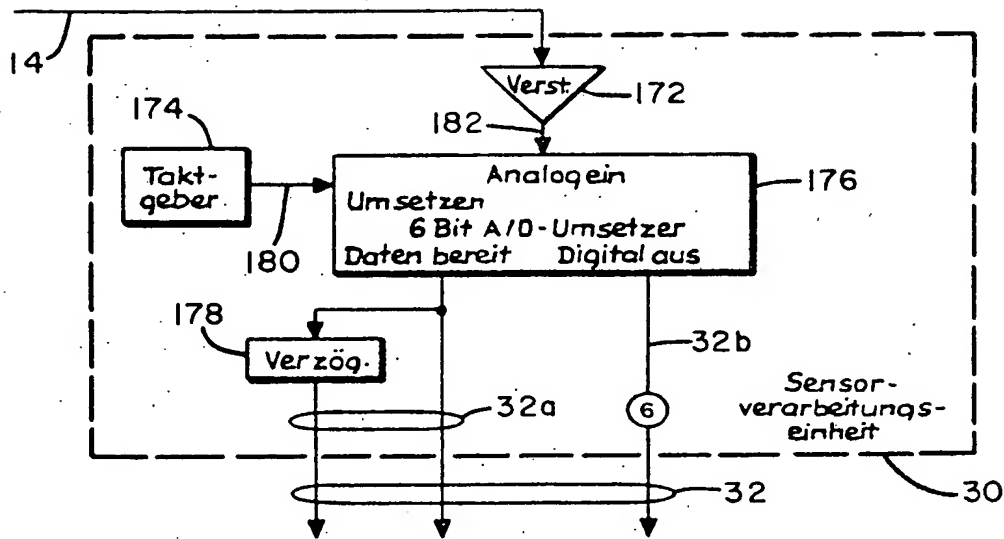 14
Verst.
172
182
174
Takt-
geber
180
Analogein
Umsetzen
6 Bit A/D-Umsetzer
Daten bereit Digital aus
176
178
Verzög.
32a
32b
6
Sensor-
verarbeitungs-
einheit
30
32